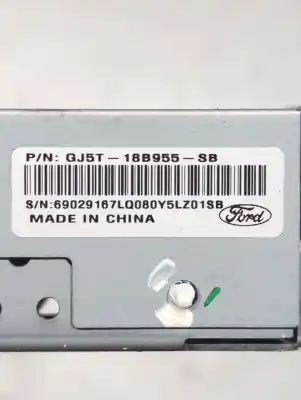 P/N: GJ5T-18B955-SB
S/N:69029167LQ080Y5LZ01SB
MADE IN CHINA
Ford